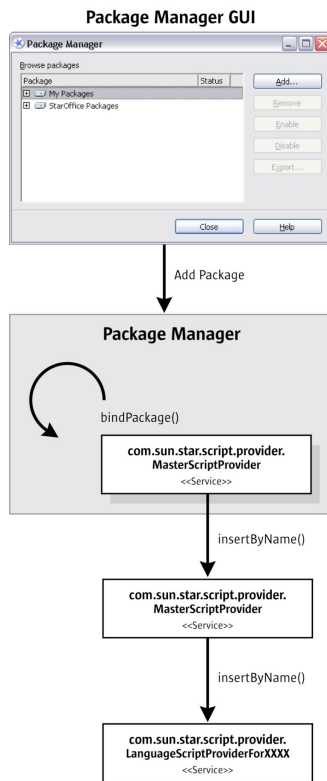 Package Manager GUI
Package Manager
Browse packages
Package Status
My Packages
StarOffice Packages
Add...
Remove
Enable
Disable
Export...
Close
Help
Add Package
Package Manager
bindPackage()
com.sun.star.script.provider.
MasterScriptProvider
<<Service>>
insertByName()
com.sun.star.script.provider.
MasterScriptProvider
<<Service>>
insertByName()
com.sun.star.script.provider.
LanguageScriptProviderForXXXX
<<Service>>